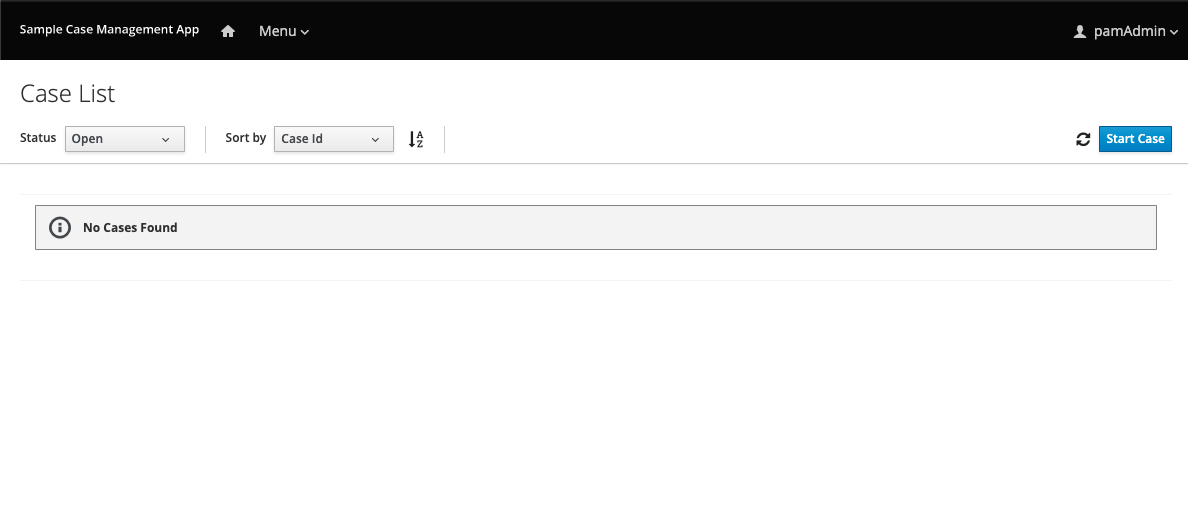 Sample Case Management App Menu pamAdmin
Case List
Status Open Sort by Case Id A Z Start Case
No Cases Found